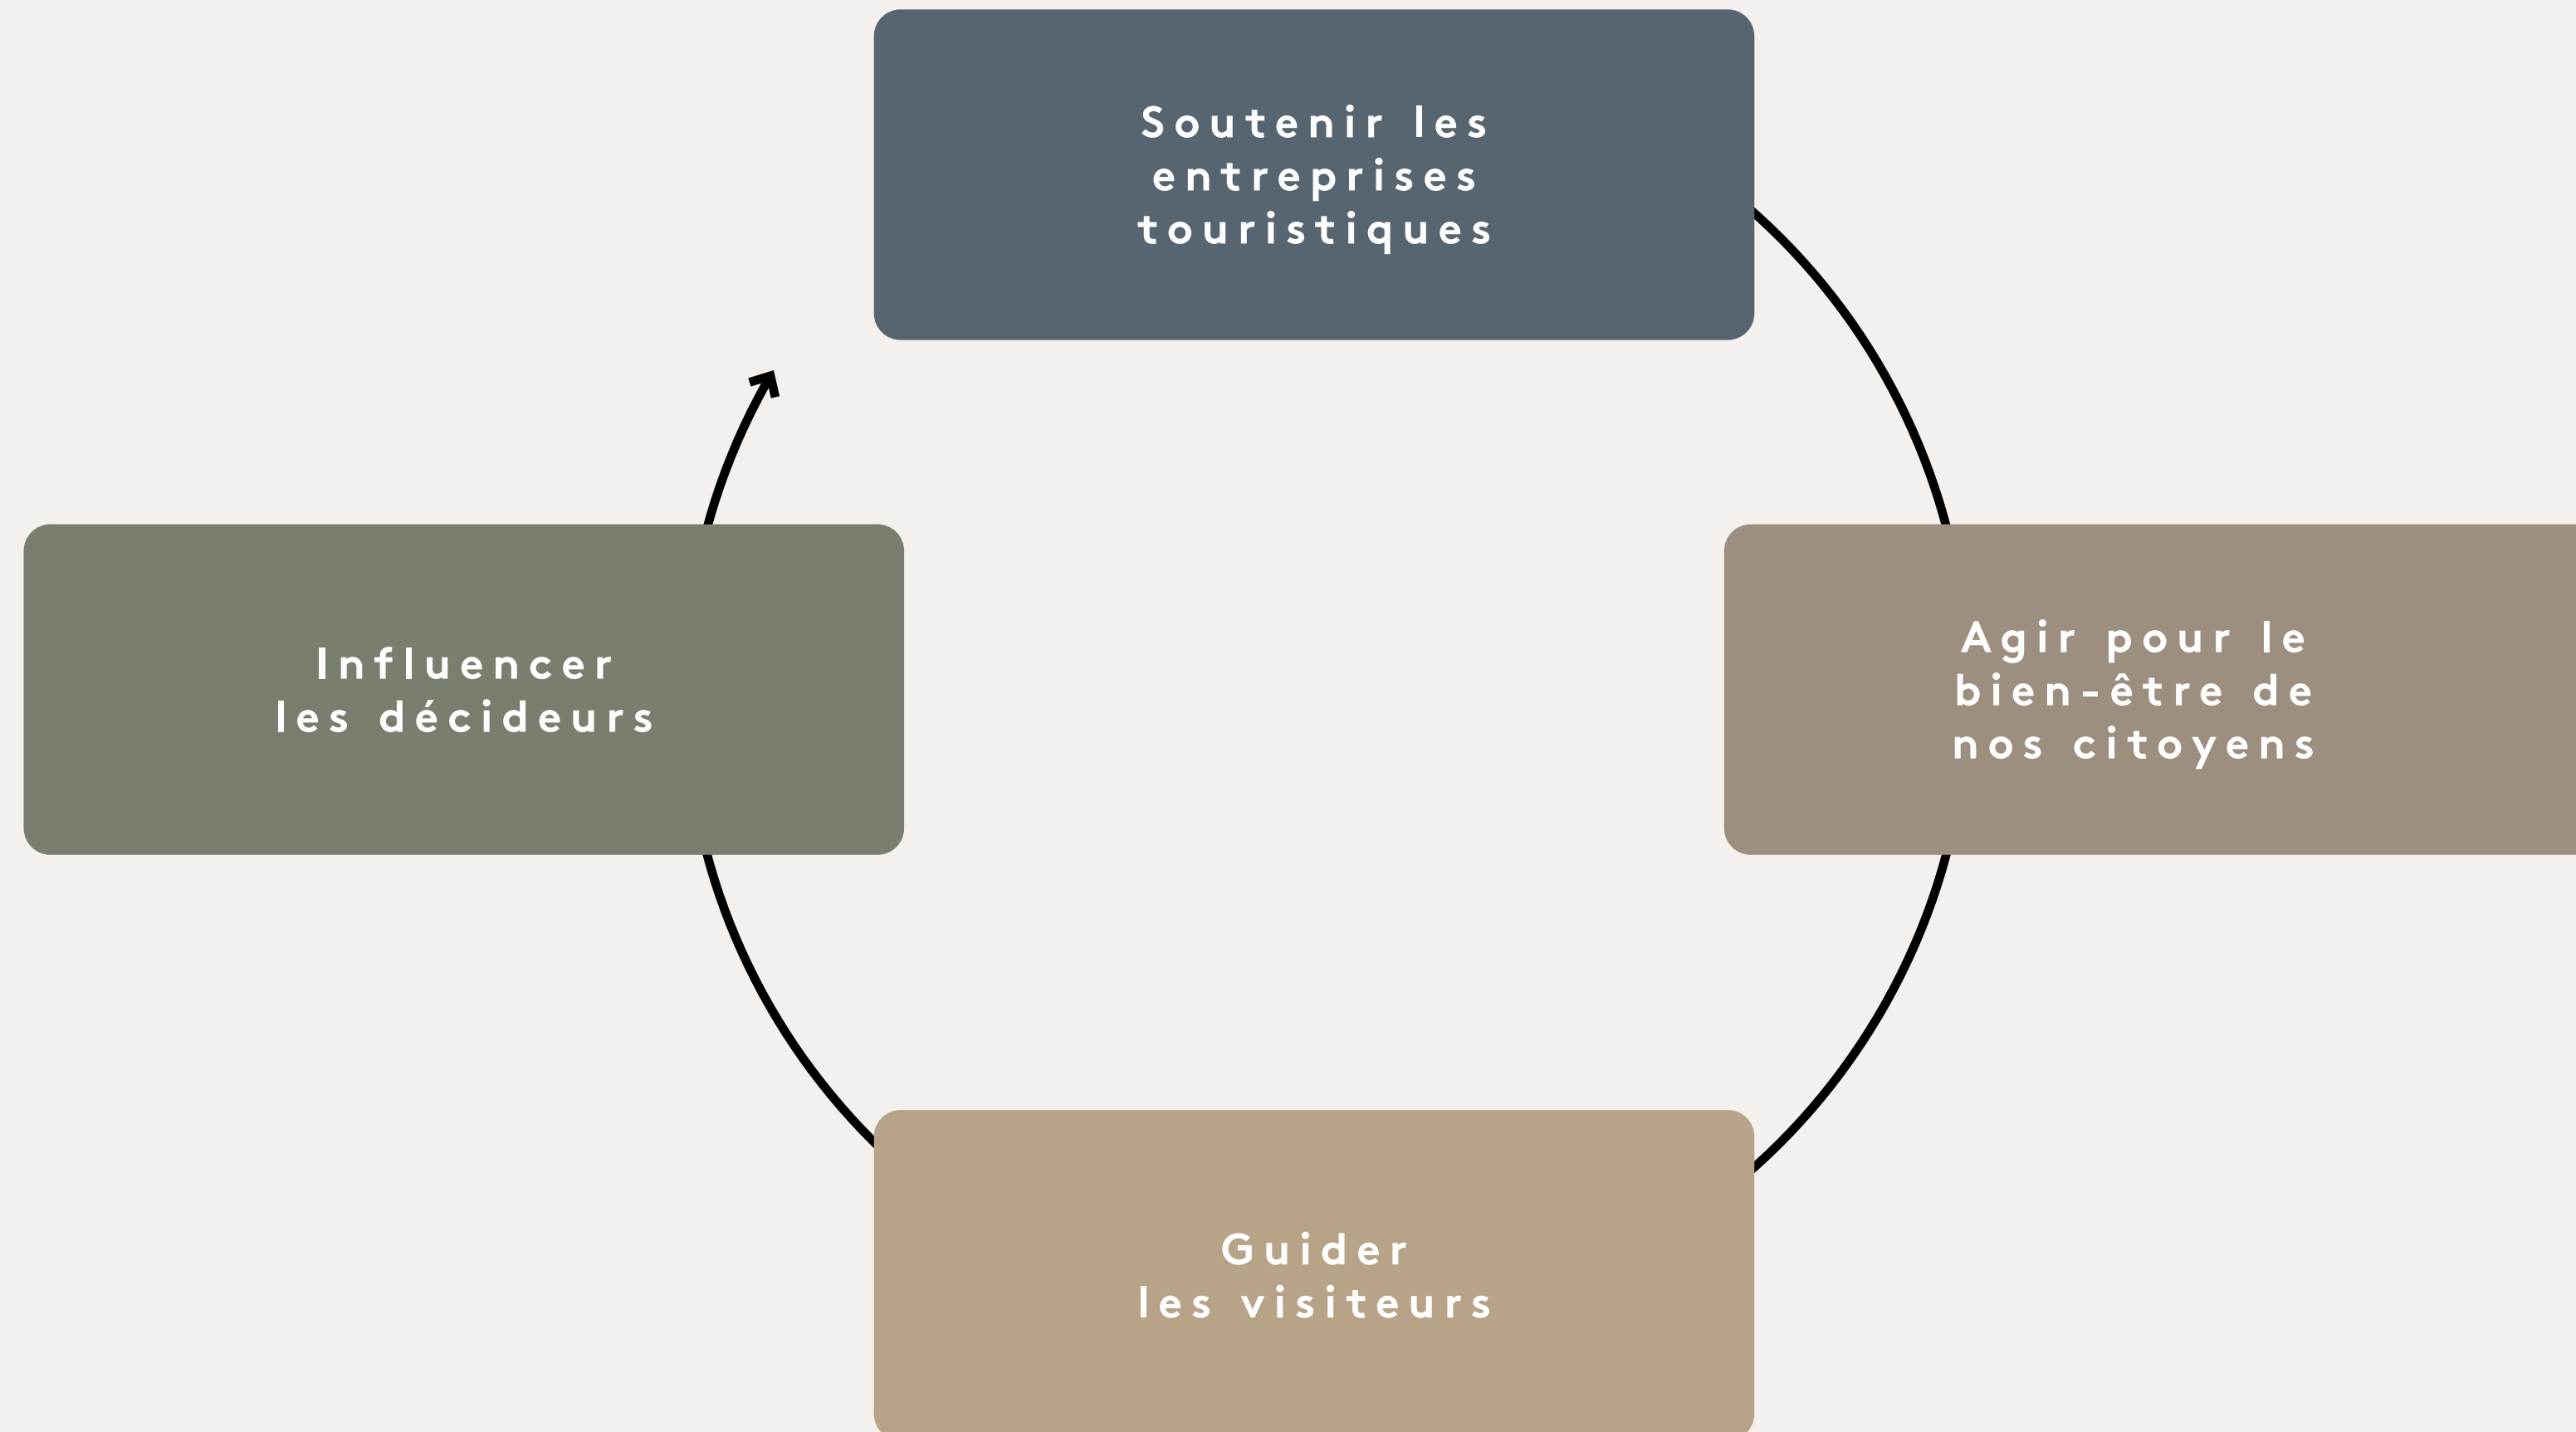 Soutenir les
entreprises
touristiques
Influencer
les décideurs
Agir pour le
bien-être de
nos citoyens
Guider
les visiteurs